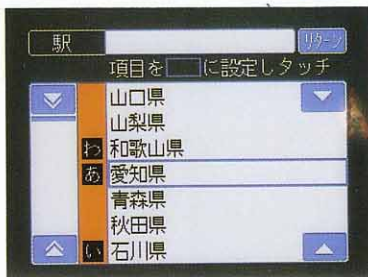 駅 リターン
項目を に設定しタッチ
山口県
山梨県
わ 和歌山県
あ 愛知県
青森県
秋田県
い 石川県